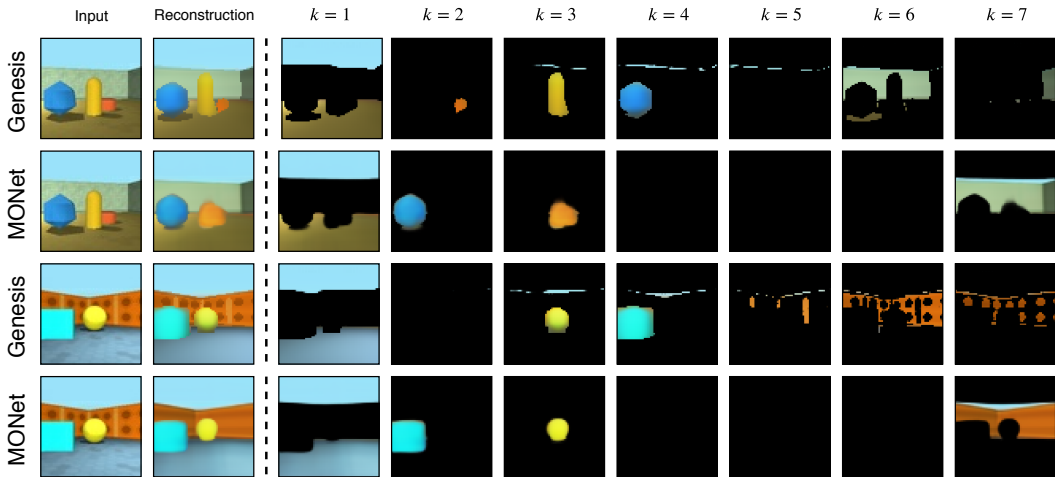 Input Reconstruction k = 1 k = 2 k = 3 k = 4 k = 5 k = 6 k = 7
Genesis
MONet
Genesis
MONet